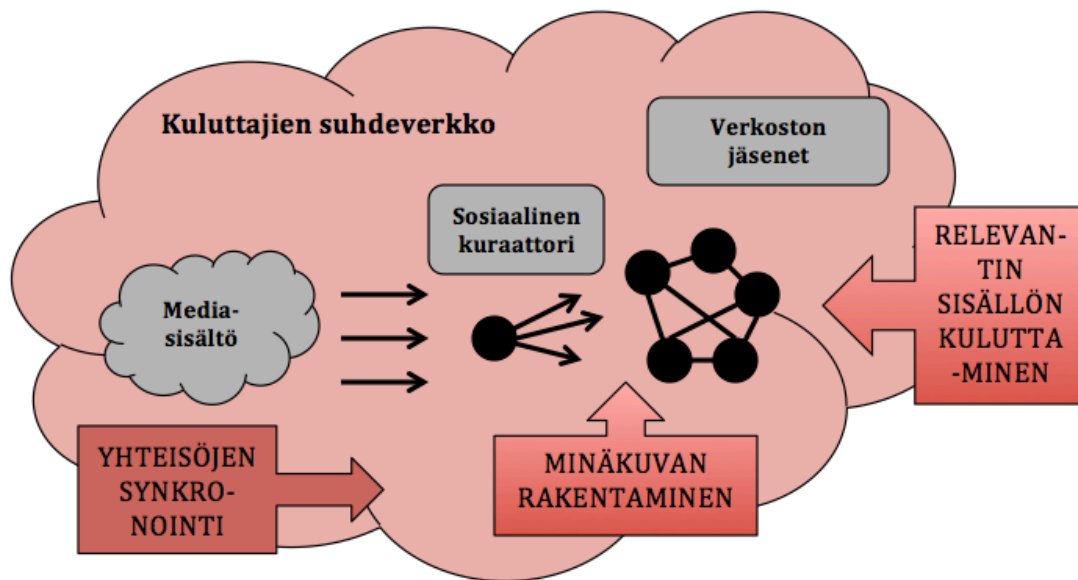 Kuluttajien suhdeverkko
Verkoston
jäsenet
Sosiaalinen
kuraattori
Media-
sisältö
RELEVAN-
TIN
SISÄLLÖN
KULUTTA
-MINEN
YHTEISÖJEN
SYNKRO-
NOINTI
MINÄKUVAN
RAKENTAMINEN